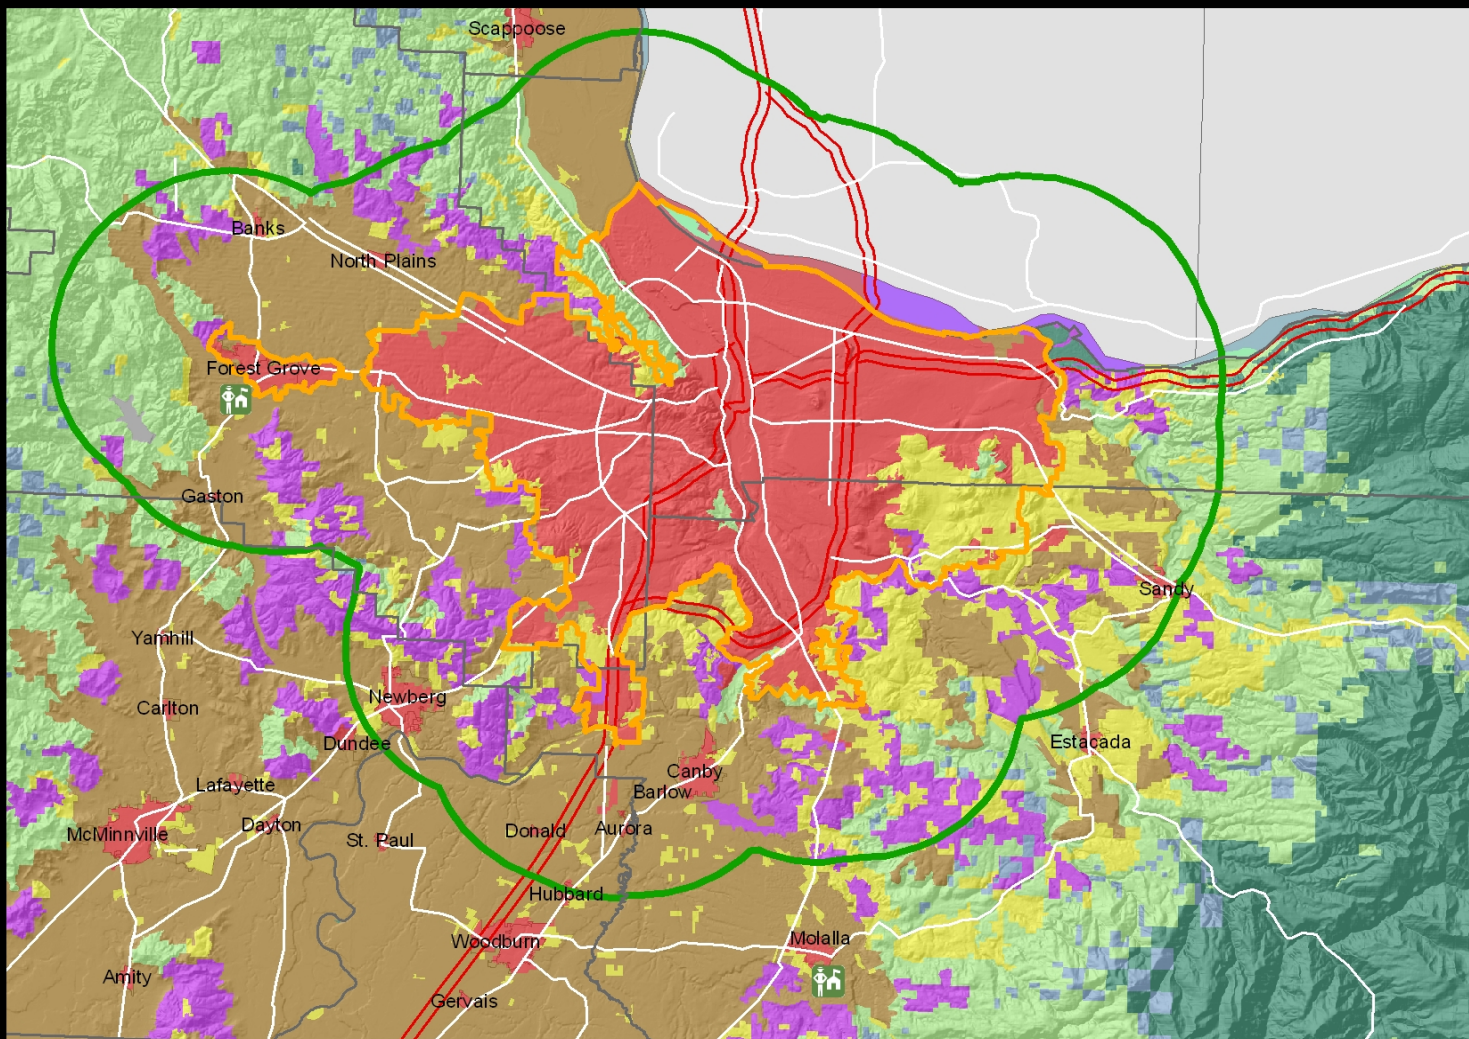 Scappoose
Banks
North Plains
Forest Grove
Gaston
Sandy
Yamhill
Newberg
Carlton
Dundee
Estacada
Canby
Lafayette
Barlow
McMinnville
Dayton
St. Paul
Donald
Aurora
Hubbard
Woodburn
Molalla
Amity
Gervais